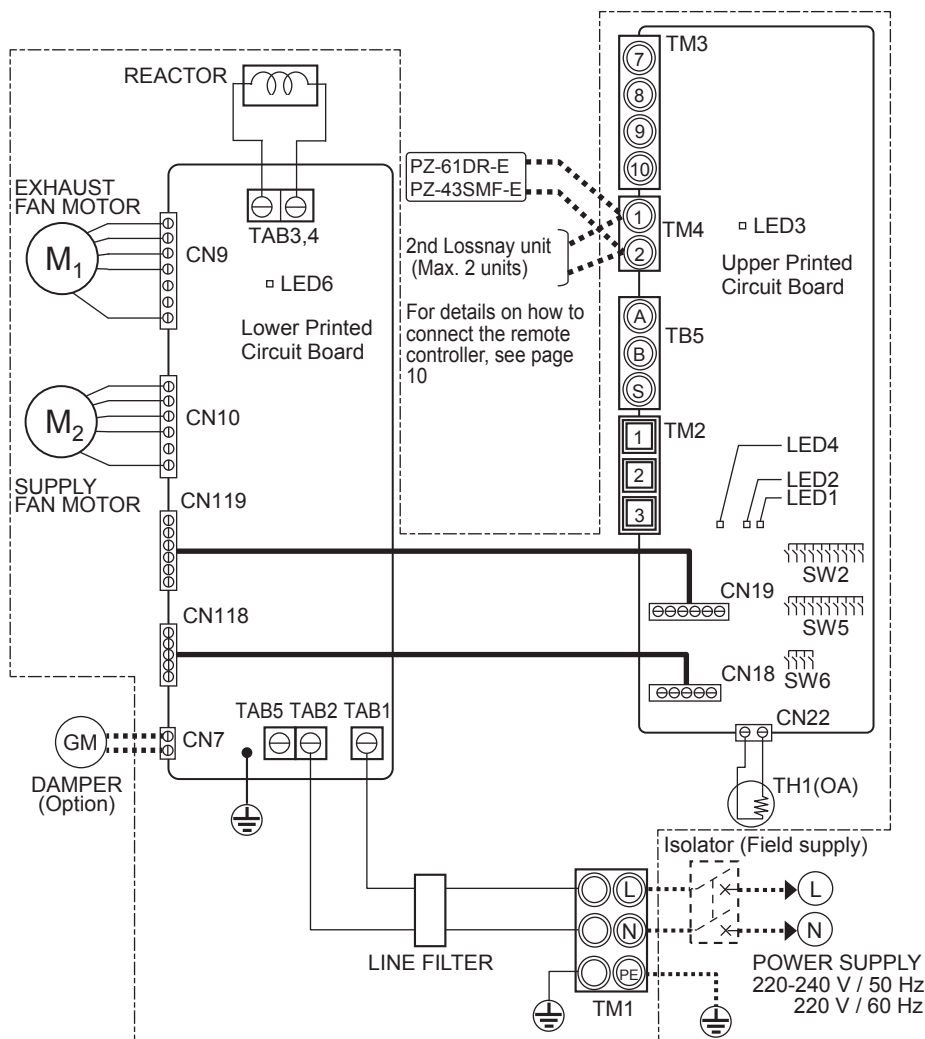 REACTOR
TM3
7
8
9
10
PZ-61DR-E
PZ-43SMF-E
EXHAUST
FAN MOTOR
M1
CN9
TAB3,4
LED6
Lower Printed
Circuit Board
1
2
TM4
LED3
Upper Printed
Circuit Board
2nd Lossnay unit
(Max. 2 units)
For details on how to
connect the remote
controller, see page
10
A
B
S
TB5
M2
CN10
SUPPLY
FAN MOTOR
1
2
3
TM2
LED4
LED2
LED1
CN119
SW2
CN19
SW5
CN118
CN18
SW6
CN22
TAB5 TAB2 TAB1
GM
CN7
DAMPER
(Option)
TH1(OA)
Isolator (Field supply)
L
L
N
N
LINE FILTER
PE
TM1
POWER SUPPLY
220-240 V / 50 Hz
220 V / 60 Hz